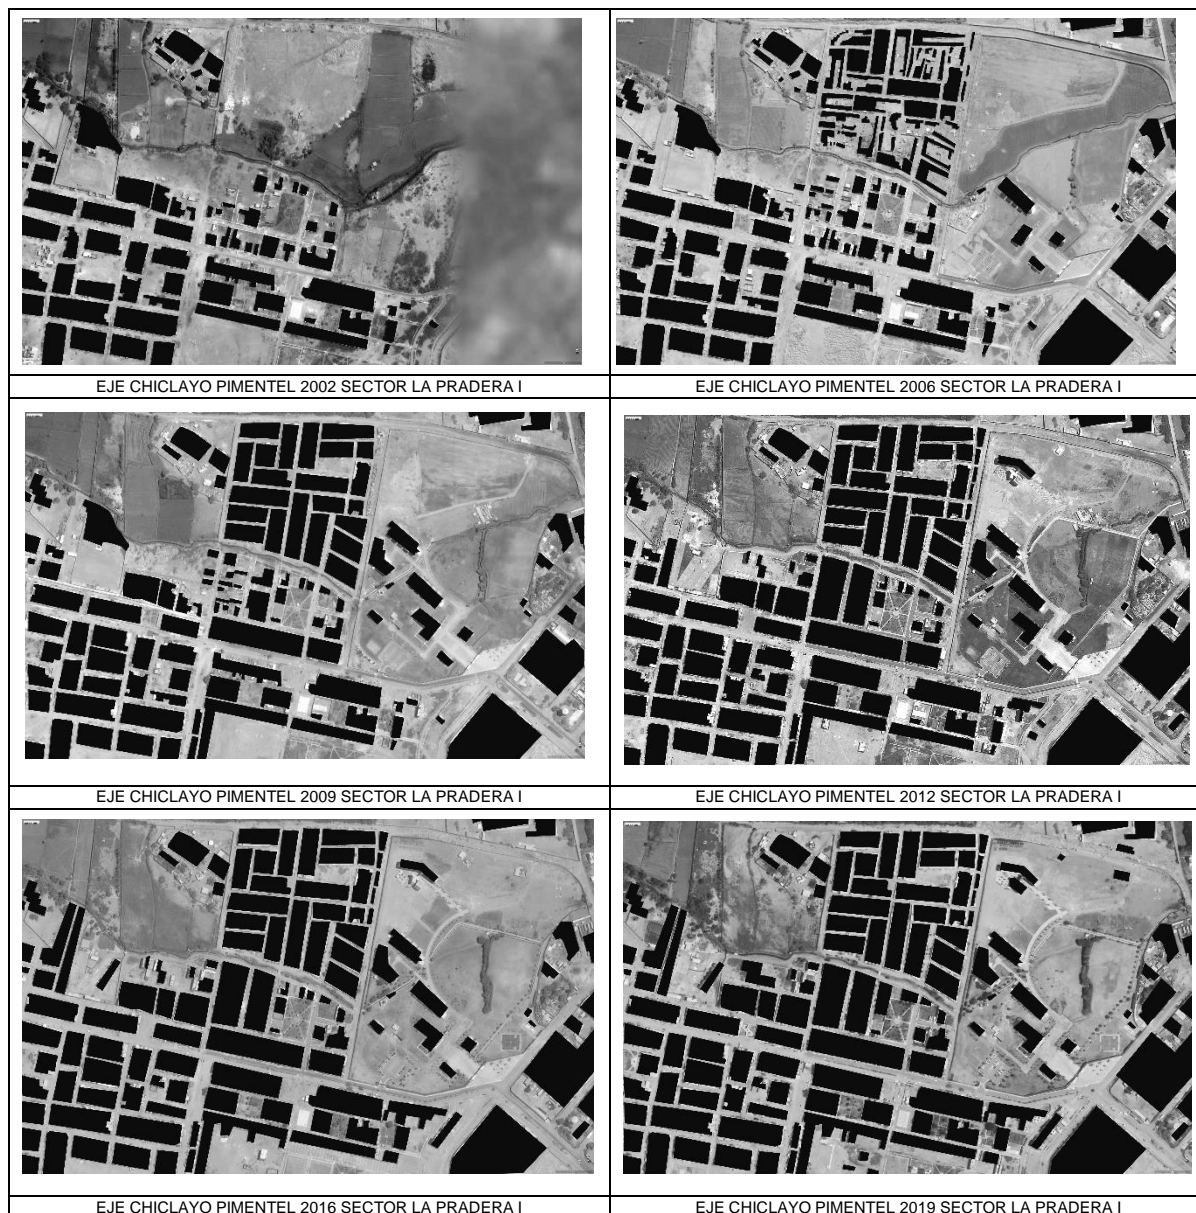 EJE CHICLAYO PIMENTEL 2002 SECTOR LA PRADERA I
EJE CHICLAYO PIMENTEL 2006 SECTOR LA PRADERA I
EJE CHICLAYO PIMENTEL 2009 SECTOR LA PRADERA I
EJE CHICLAYO PIMENTEL 2012 SECTOR LA PRADERA I
EJE CHICLAYO PIMENTEL 2016 SECTOR LA PRADERA I
EJE CHICLAYO PIMENTEL 2019 SECTOR LA PRADERA I